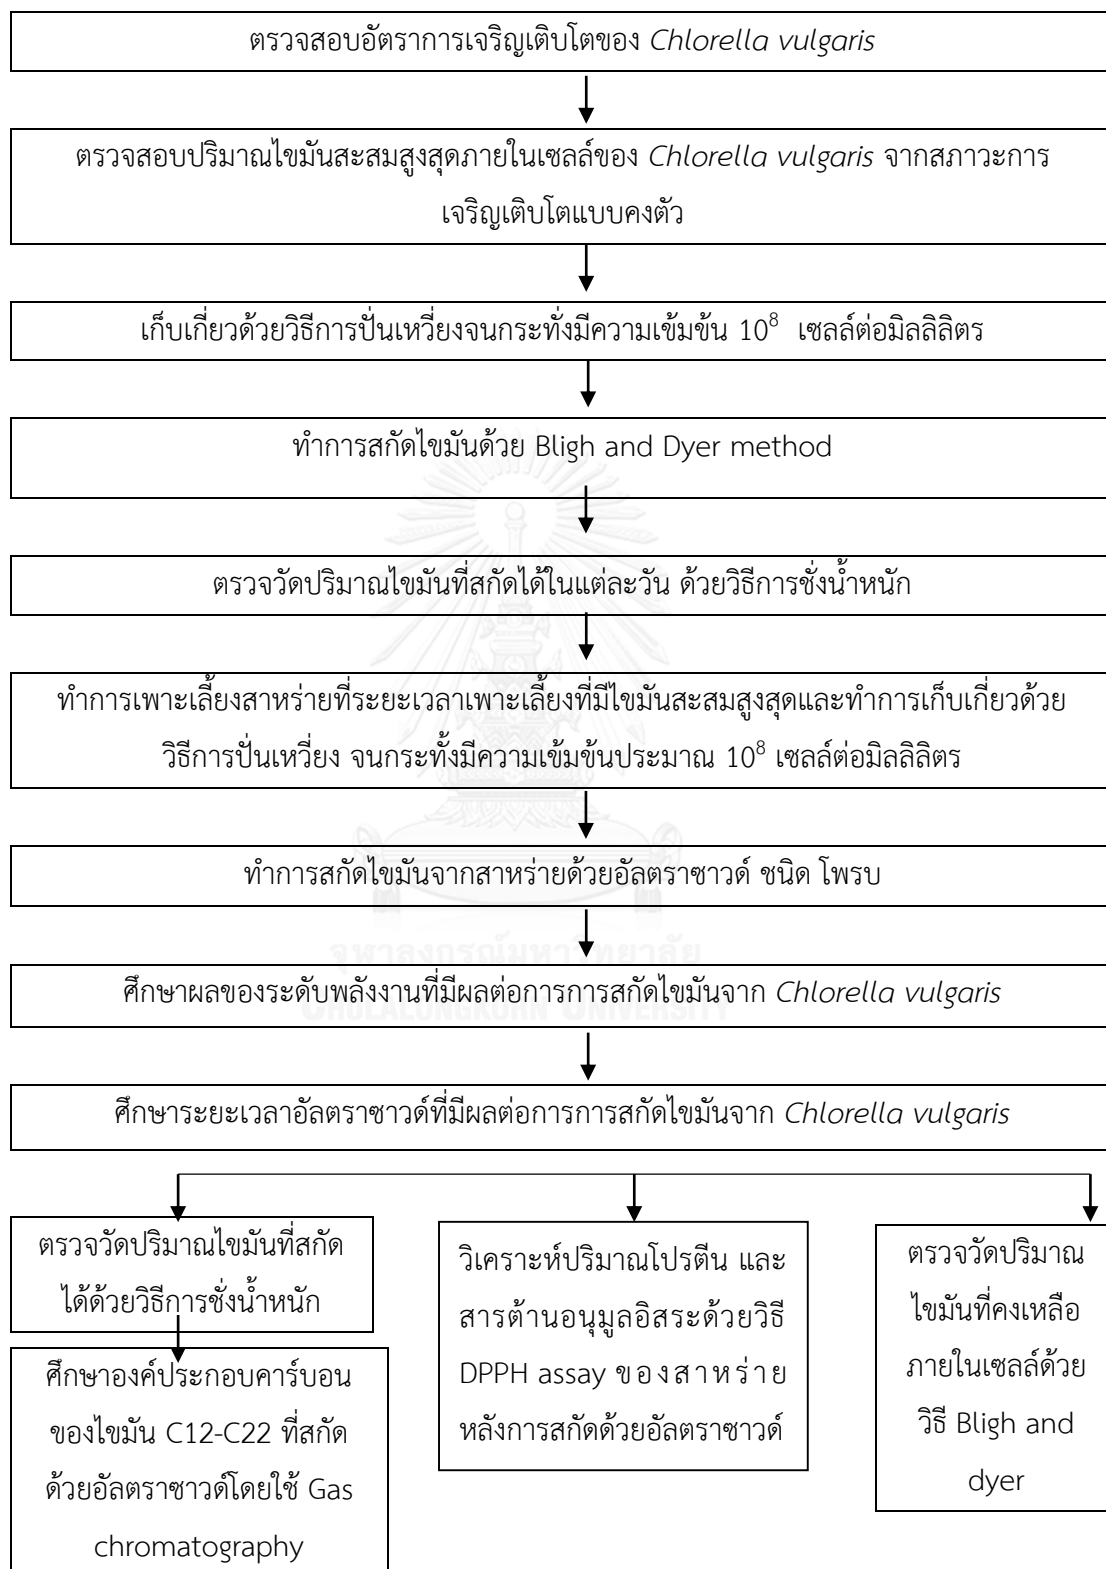 ตรวจสอบอัตราการเจริญเติบโตของ Chlorella vulgaris
ตรวจสอบปริมาณไขมันสะสมสูงสุดภายในเซลล์ของ Chlorella vulgaris จากสภาวะการ
เจริญเติบโตแบบคงตัว
เก็บเกี่ยวด้วยวิธีการปั่นเหวี่ยงจนกระทั่งมีความเข้มข้น 10⁸ เซลล์ต่อมิลลิลิตร
ทำการสกัดไขมันด้วย Bligh and Dyer method
ตรวจวัดปริมาณไขมันที่สกัดได้ในแต่ละวัน ด้วยวิธีการชั่งน้ำหนัก
ทำการเพาะเลี้ยงสาหร่ายที่ระยะเวลาเพาะเลี้ยงที่มีไขมันสะสมสูงสุดและทำการเก็บเกี่ยวด้วย
วิธีการปั่นเหวี่ยง จนกระทั้งมีความเข้มข้นประมาณ 10⁸ เซลล์ต่อมิลลิลิตร
ทำการสกัดไขมันจากสาหร่ายด้วยอัลตราซาวด์ ชนิด โพรบ
จุฬาลงกรณ์มหาวิทยาลัย
ศึกษาผลของระดับพลังงานที่มีผลต่อการการสกัดไขมันจาก Chlorella vulgaris
CHULALONGKORN UNIVERSITY
ศึกษาระยะเวลาอัลตราซาวด์ที่มีผลต่อการการสกัดไขมันจาก Chlorella vulgaris
ตรวจวัดปริมาณไขมันที่สกัด
ได้ด้วยวิธีการชั่งน้ำหนัก
ศึกษาองค์ประกอบคาร์บอน
ของไขมัน C12-C22 ที่สกัด
ด้วยอัลตราซาวด์โดยใช้ Gas
chromatography
วิเคราะห์ปริมาณโปรตีน และ
สารต้านอนุมูลอิสระด้วยวิธี
DPPH assay ของสาหร่าย
หลังการสกัดด้วยอัลตราซาวด์
ตรวจวัดปริมาณ
ไขมันที่คงเหลือ
ภายในเซลล์ด้วย
วิธี Bligh and
dyer